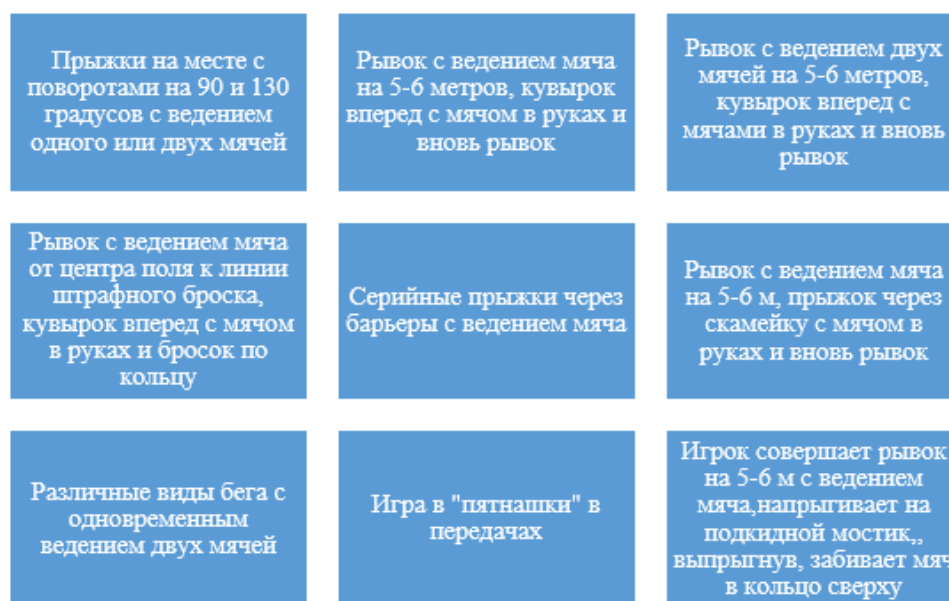 Прыжки на месте с
поворотами на 90 и 130
градусов с ведением
одного или двух мячей
Рывок с ведением мяча
на 5-6 метров, кувырок
вперед с мячом в руках и
вновь рывок
Рывок с ведением двух
мячей на 5-6 метров,
кувырок вперед с
мячами в руках и вновь
рывок
Рывок с ведением мяча
от центра поля к линии
штрафного броска,
кувырок вперед с мячом
в руках и бросок по
кольцу
Серийные прыжки через
барьеры с ведением мяча
Рывок с ведением мяча
на 5-6 м, прыжок через
скамейку с мячом в
руках и вновь рывок
Различные виды бега с
одновременным
ведением двух мячей
Игра в "пятнашки" в
передачах
Игрок совершает рывок
на 5-6 м с ведением
мяча,напрыгивает на
подкидной мостик,,
выпрыгнув, забивает мяч
в кольцо сверху